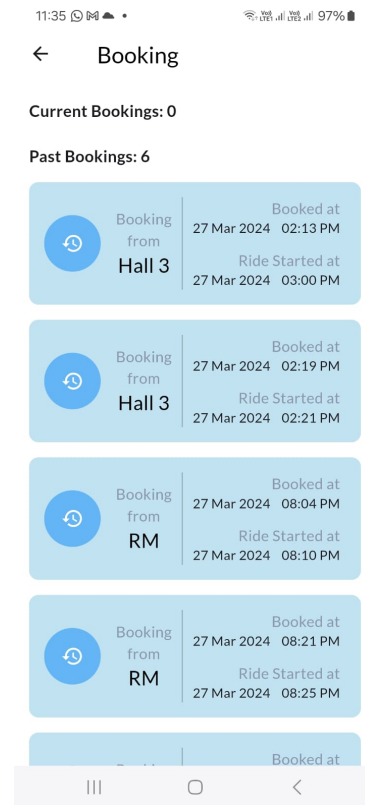 11:35 97%
Booking
Current Bookings: 0
Past Bookings: 6
Booking
from
Hall 3
Booked at
27 Mar 2024 02:13 PM
Ride Started at
27 Mar 2024 03:00 PM
Booking
from
Hall 3
Booked at
27 Mar 2024 02:19 PM
Ride Started at
27 Mar 2024 02:21 PM
Booking
from
RM
Booked at
27 Mar 2024 08:04 PM
Ride Started at
27 Mar 2024 08:10 PM
Booking
from
RM
Booked at
27 Mar 2024 08:21 PM
Ride Started at
27 Mar 2024 08:25 PM
Booked at